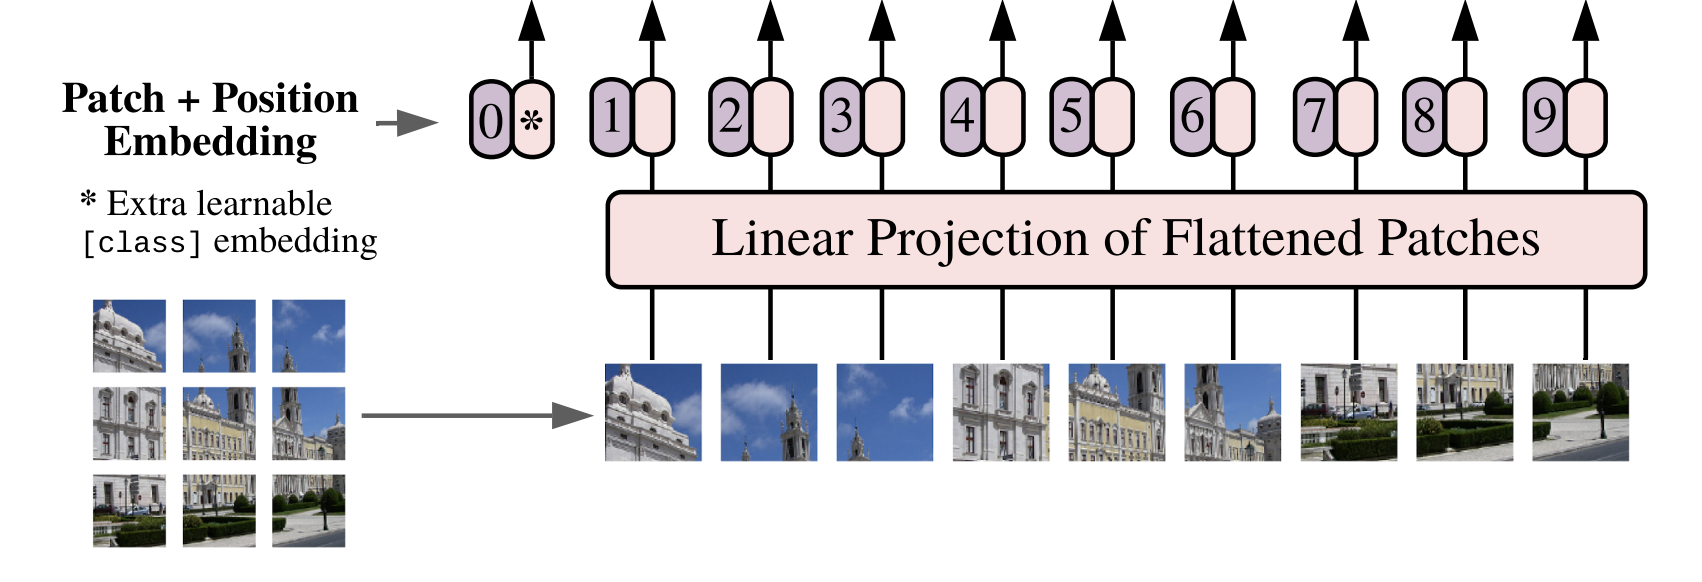 Patch + Position
Embedding
0 * 1 2 3 4 5 6 7 8 9
* Extra learnable
[class] embedding
Linear Projection of Flattened Patches